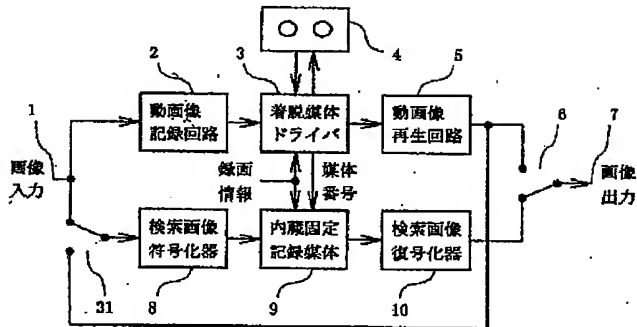 4
2
3
5
動画像
記録回路
着脱媒体
ドライバ
動画像
再生回路
1
6
7
画像
入力
録画
情報
媒体
番号
画像
出力
検索画像
符号化器
内蔵固定
記録媒体
検索画像
復号化器
31
8
9
10